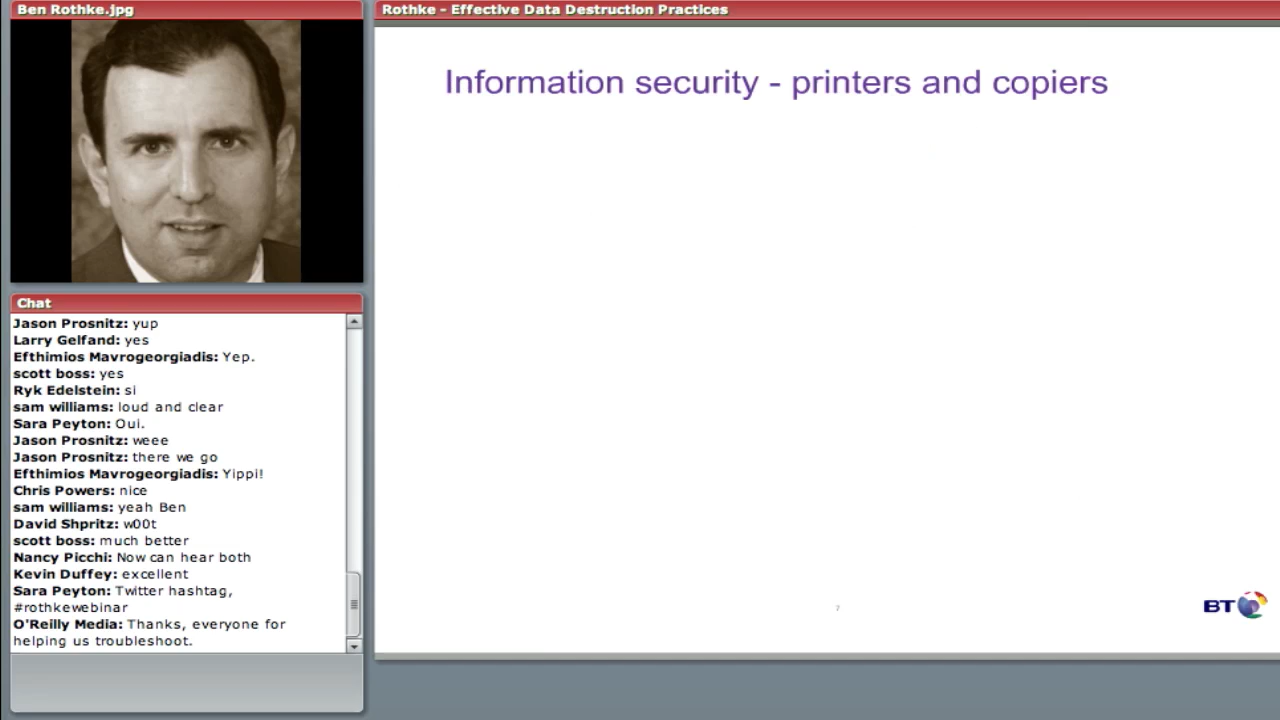 Ben Rothke.jpg
Rothke - Effective Data Destruction Practices
Information security - printers and copiers
Chat
Jason Prosnitz: yup
Larry Gelfand: yes
Efthimios Mavrogeorgiadis: Yep.
scott boss: yes
Ryk Edelstein: si
sam williams: loud and clear
Sara Peyton: Oui.
Jason Prosnitz: weee
Jason Prosnitz: there we go
Efthimios Mavrogeorgiadis: Yippi!
Chris Powers: nice
sam williams: yeah Ben
David Shpritz: w00t
scott boss: much better
Nancy Picchi: Now can hear both
Kevin Duffey: excellent
Sara Peyton: Twitter hashtag,
#rothkewebinar
O'Reilly Media: Thanks, everyone for
helping us troubleshoot.
7
BT